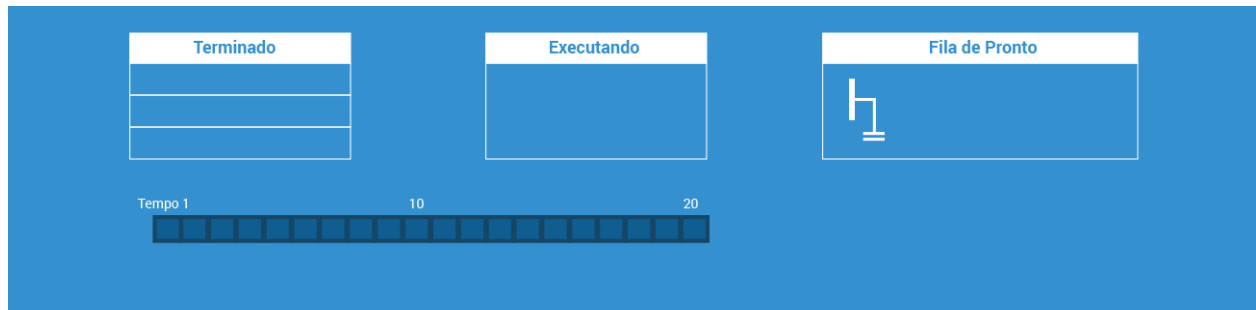 Terminado
Executando
Fila de Pronto
Tempo 1
10
20